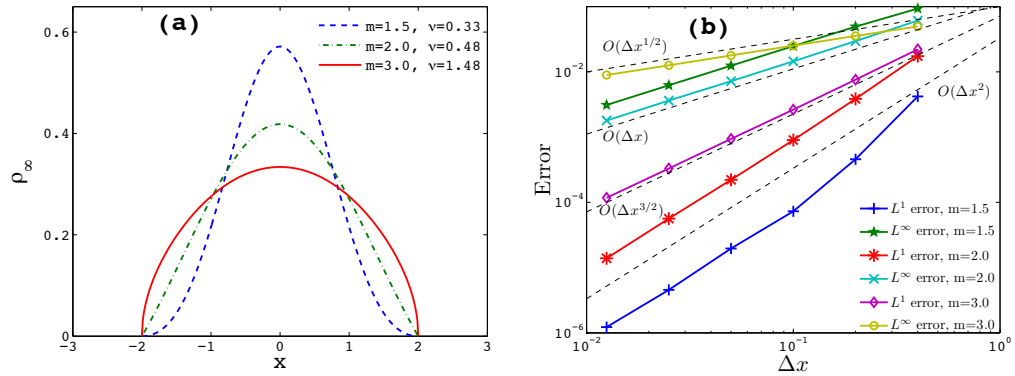 (a)
m=1.5, ν=0.33
m=2.0, ν=0.48
m=3.0, ν=1.48
0.6
0.4
0.2
0
ρ∞
−3 −2 −1 0 1 2 3
x
(b)
O(Δx^{1/2})
O(Δx)
O(Δx^{3/2})
O(Δx^2)
10^{−2}
10^{−4}
10^{−6}
Error
L^1 error, m=1.5
L^∞ error, m=1.5
L^1 error, m=2.0
L^∞ error, m=2.0
L^1 error, m=3.0
L^∞ error, m=3.0
10^{−2} 10^{−1} 10^0
Δx